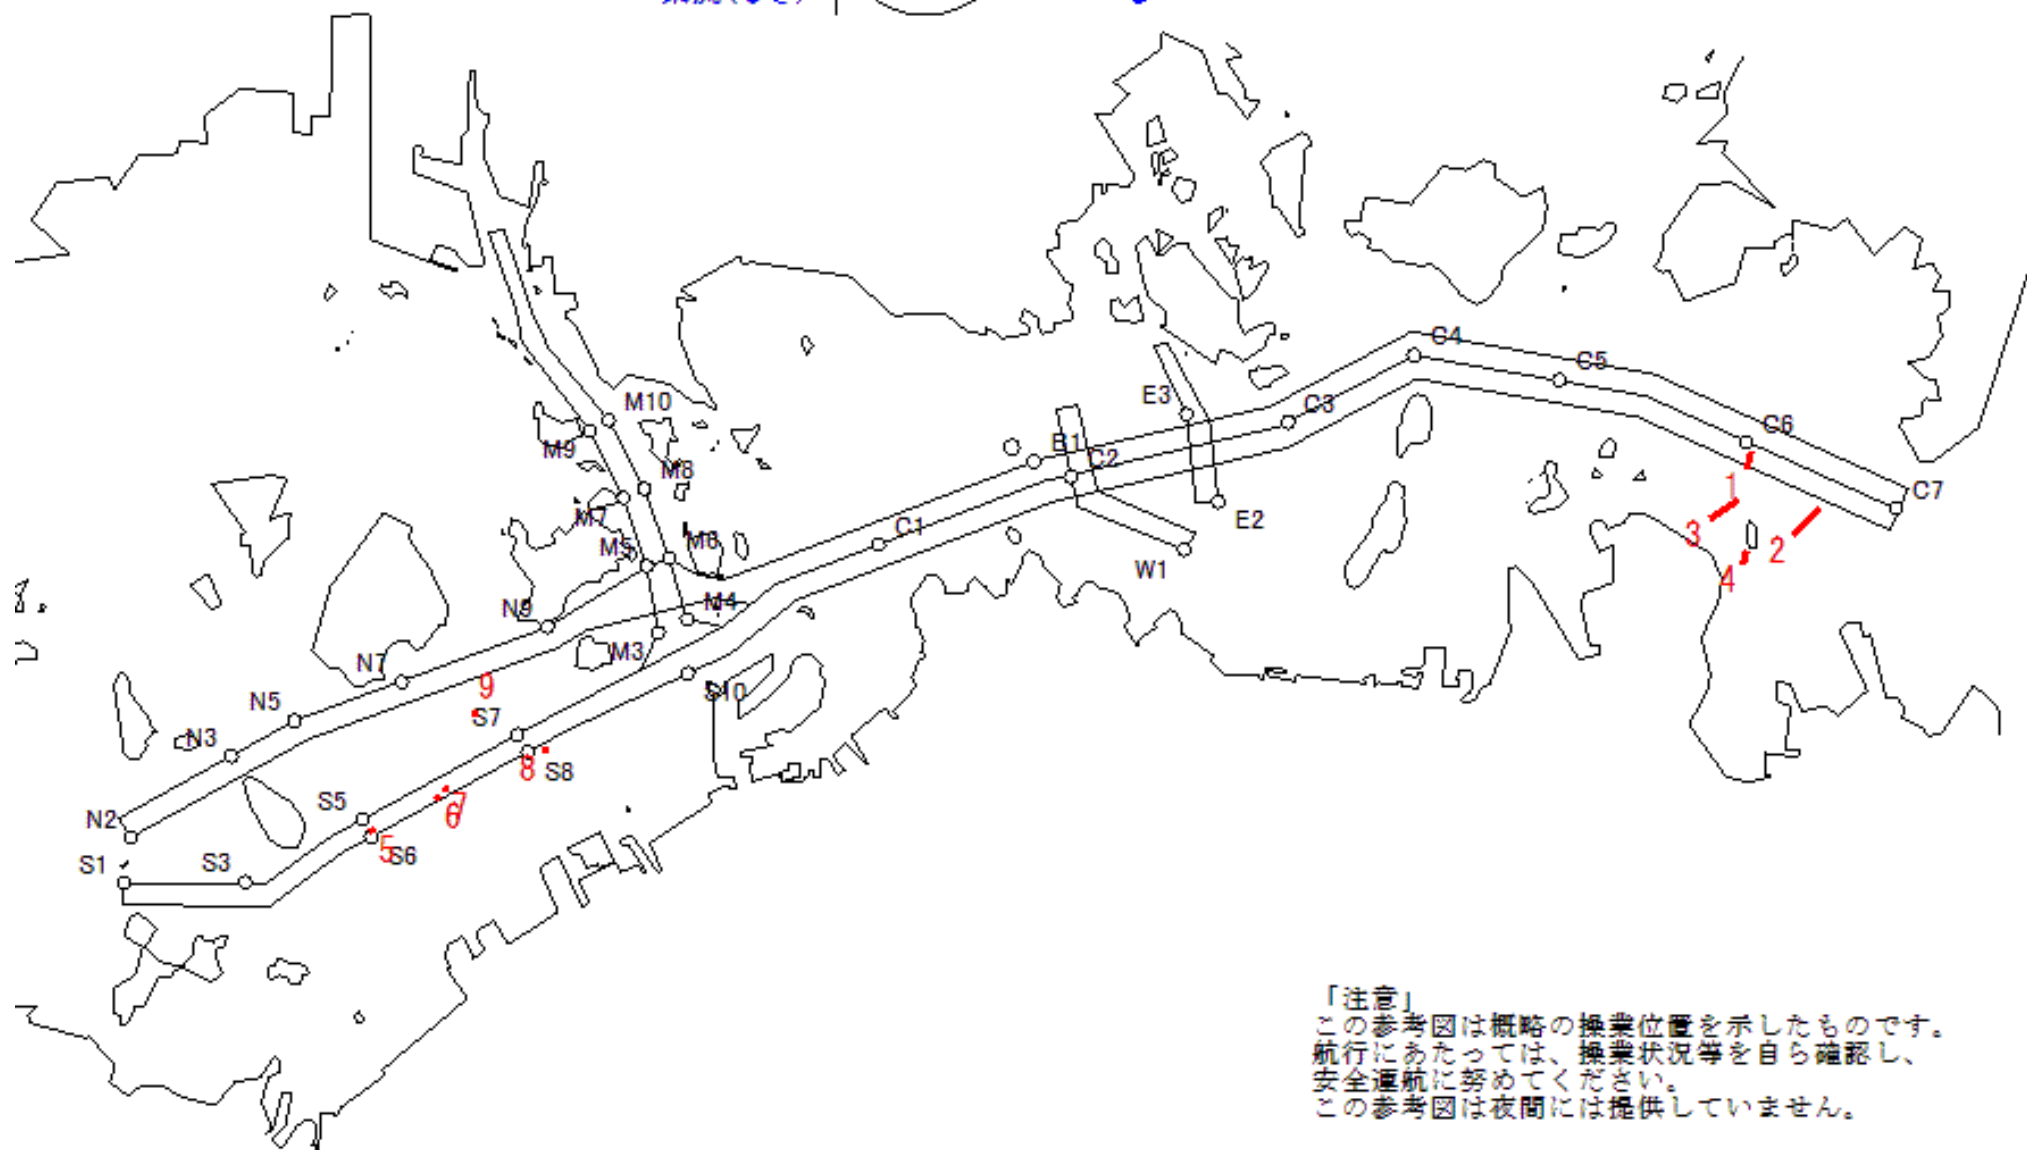 C4
C5
E3
M10
C3
C6
M9
B1
C2
M8
1
C7
M7
C1
E2
3
2
M5
M6
W1
4
N9
M4
M3
N7
9
S10
N5
S7
N3
8
S8
S5
6
7
N2
5
S6
S1
S3
「注意」
この参考図は概略の操業位置を示したものです。
航行にあたっては、操業状況等を自ら確認し、
安全運航に努めてください。
この参考図は夜間には提供していません。